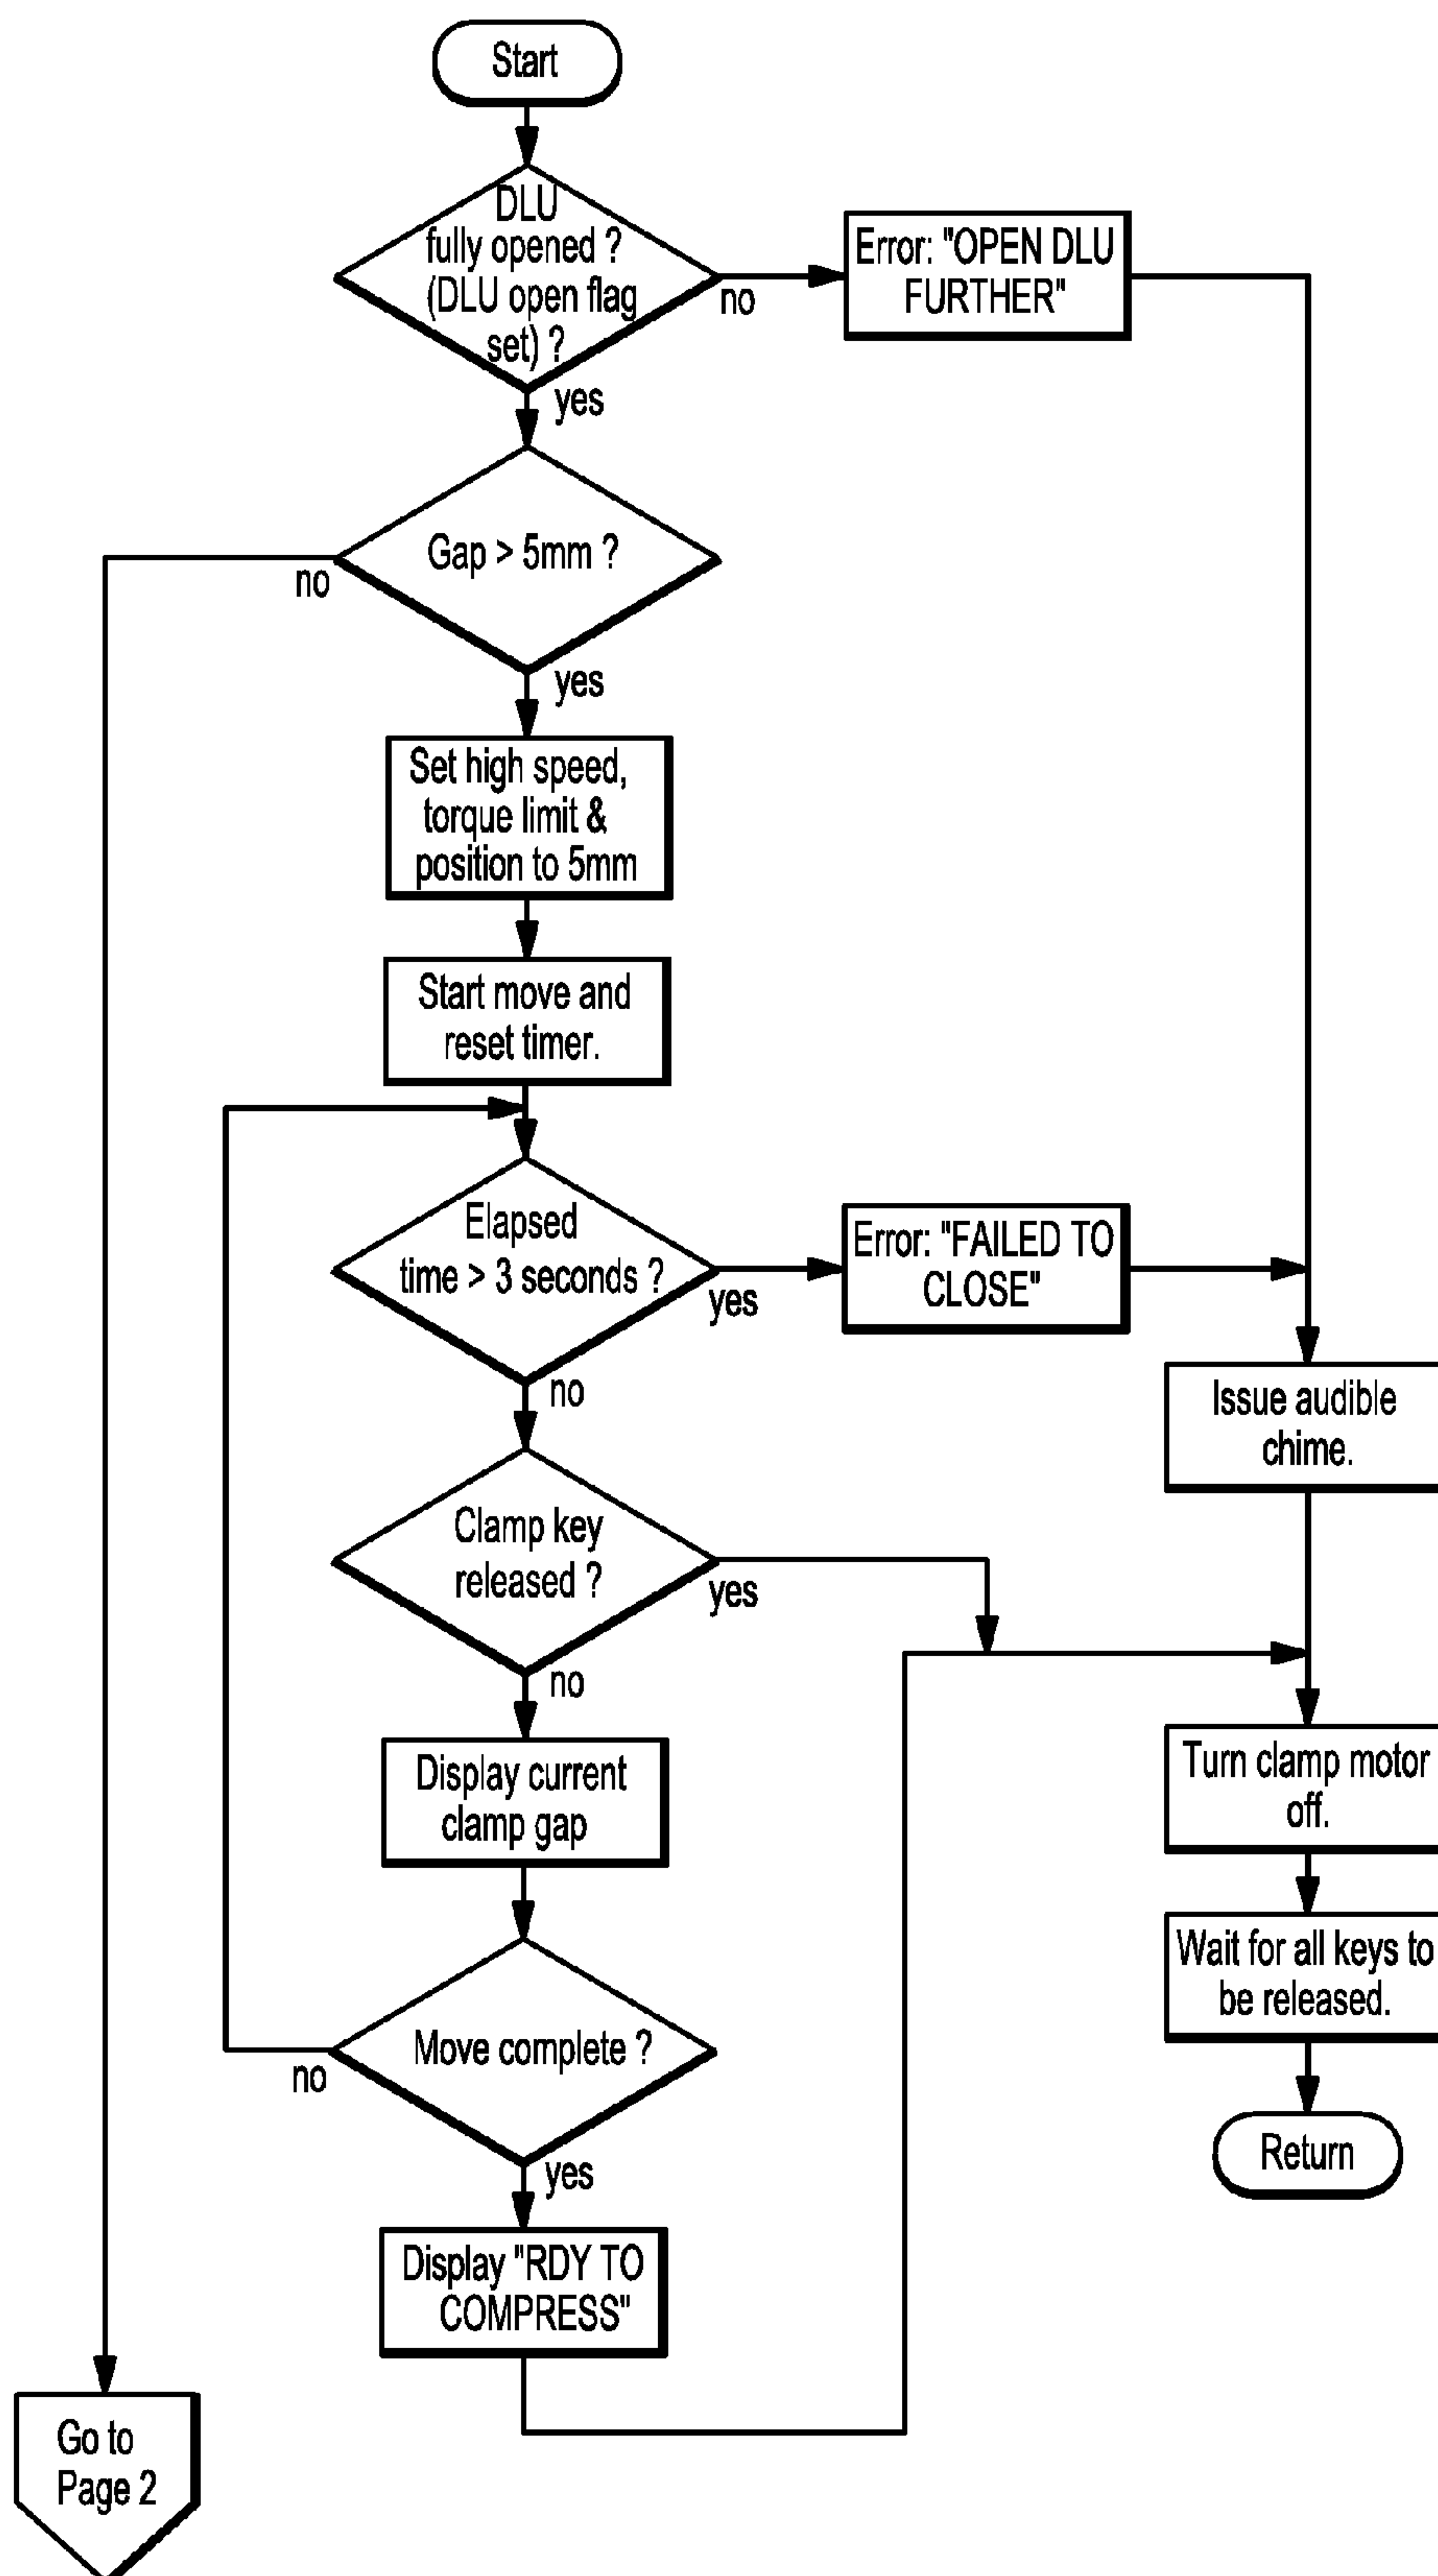 Start
DLU
fully opened ?
(DLU open flag
set) ?
no
yes
Error: "OPEN DLU
FURTHER"
Gap > 5mm ?
no
yes
Set high speed,
torque limit &
position to 5mm
Start move and
reset timer.
Elapsed
time > 3 seconds ?
yes
no
Error: "FAILED TO
CLOSE"
Issue audible
chime.
Clamp key
released ?
yes
no
Display current
clamp gap
Turn clamp motor
off.
Wait for all keys to
be released.
Move complete ?
no
yes
Return
Display "RDY TO
COMPRESS"
Go to
Page 2